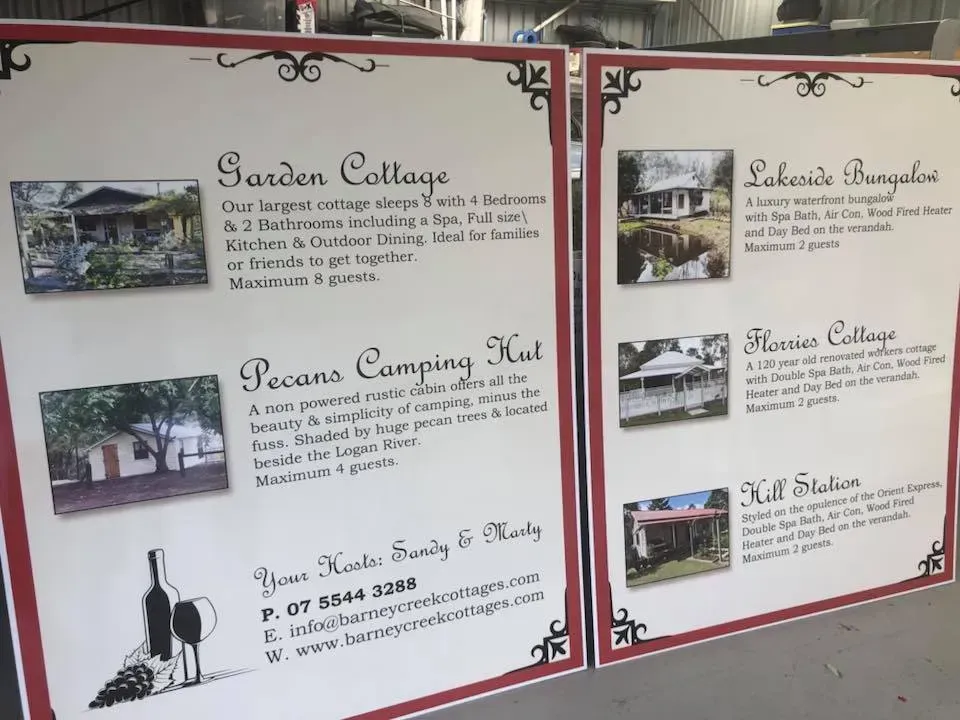 Garden Cottage
Our largest cottage sleeps 8 with 4 Bedrooms
& 2 Bathrooms including a Spa, Full size\
Kitchen & Outdoor Dining. Ideal for families
or friends to get together.
Maximum 8 guests.
Pecans Camping Hut
A non powered rustic cabin offers all the
beauty & simplicity of camping, minus the
fuss. Shaded by huge pecan trees & located
beside the Logan River.
Maximum 4 guests.
Your Hosts: Sandy & Marty
P. 07 5544 3288
E. info@barneycreekcottages.com
W. www.barneycreekcottages.com
Lakeside Bungalow
A luxury waterfront bungalow
with Spa Bath, Air Con, Wood Fired Heater
and Day Bed on the verandah.
Maximum 2 guests
Florries Cottage
A 120 year old renovated workers cottage
with Double Spa Bath, Air Con, Wood Fired
Heater and Day Bed on the verandah.
Maximum 2 guests.
Hill Station
Styled on the opulence of the Orient Express,
Double Spa Bath, Air Con, Wood Fired
Heater and Day Bed on the verandah.
Maximum 2 guests.